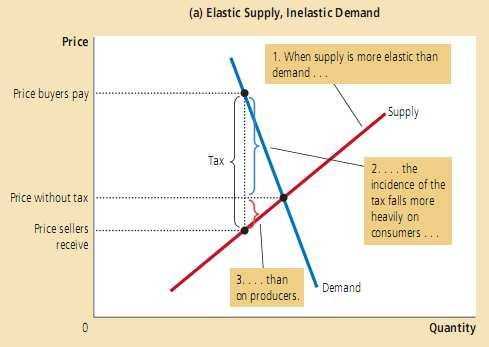 (a) Elastic Supply, Inelastic Demand
Price
1. When supply is more elastic than
demand . . .
Price buyers pay
Supply
Tax
2. . . . the
incidence of the
tax falls more
heavily on
consumers . . .
Price without tax
Price sellers
receive
3. . . . than
on producers.
Demand
0
Quantity